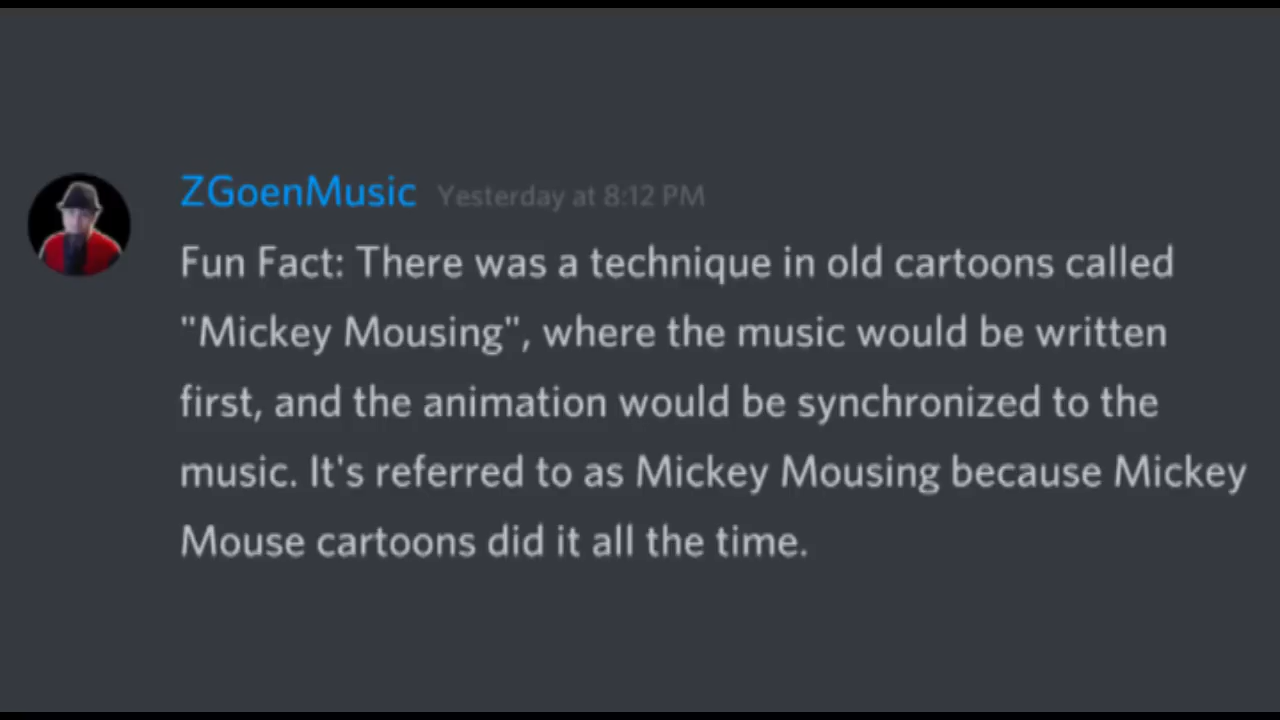 ZGoenMusic Yesterday at 8:12 PM
Fun Fact: There was a technique in old cartoons called
"Mickey Mousing", where the music would be written
first, and the animation would be synchronized to the
music. It's referred to as Mickey Mousing because Mickey
Mouse cartoons did it all the time.